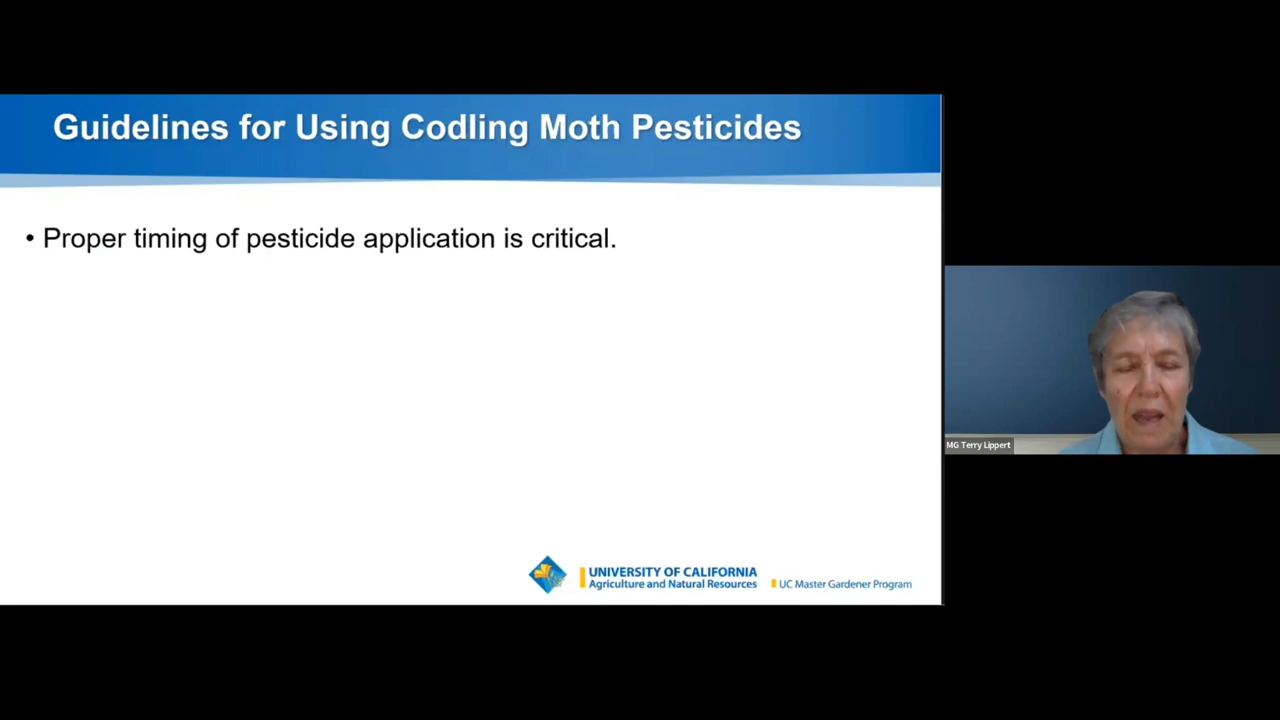 Guidelines for Using Codling Moth Pesticides
• Proper timing of pesticide application is critical.
MG Terry Lippert
UNIVERSITY OF CALIFORNIA
Agriculture and Natural Resources
UC Master Gardener Program